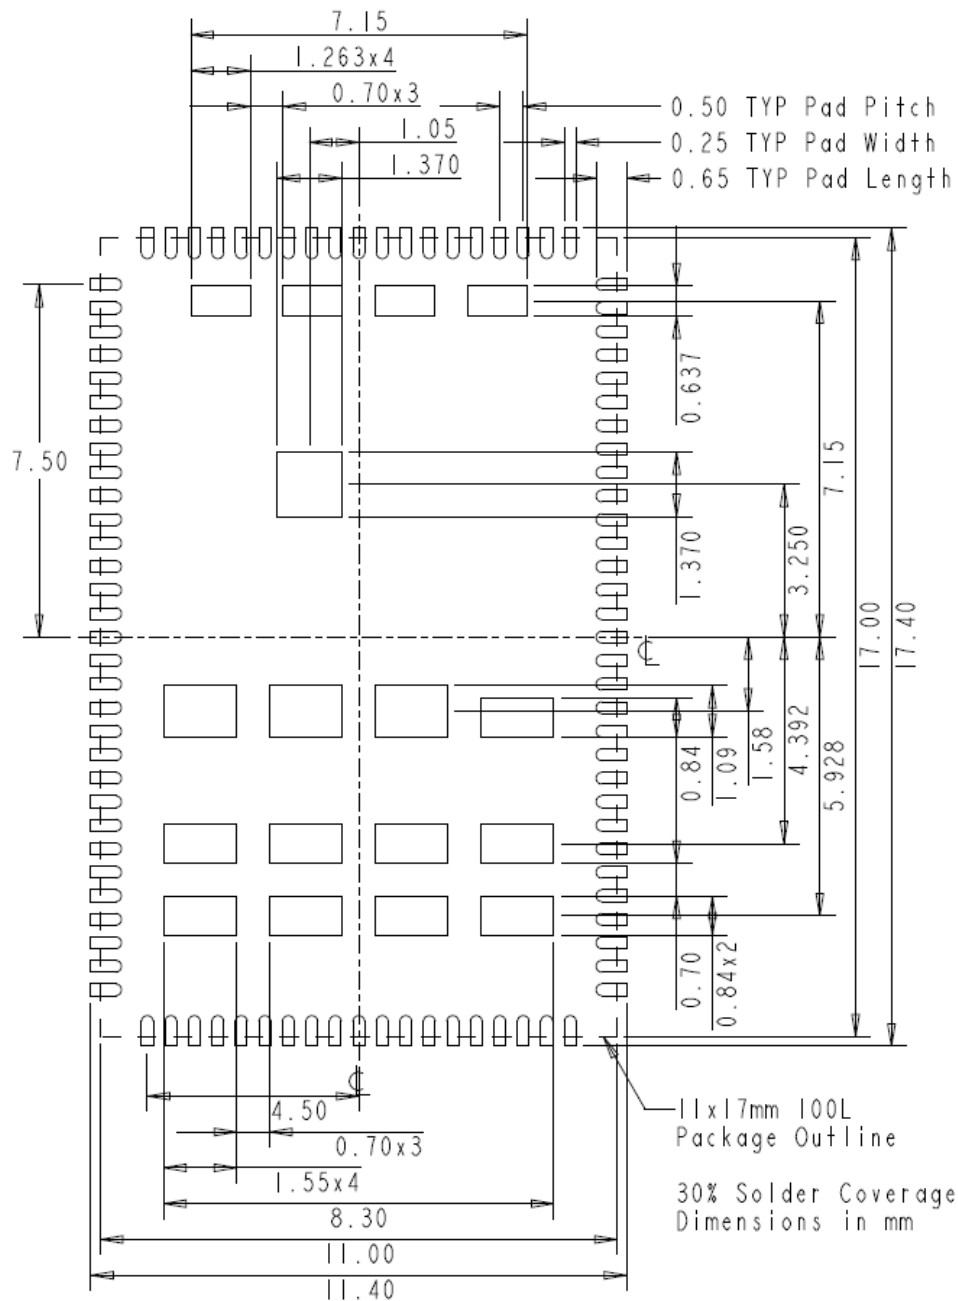 7.15
1.263x4
0.70x3
0.50 TYP Pad Pitch
1.05
0.25 TYP Pad Width
1.370
0.65 TYP Pad Length
0.637
7.50
7.15
1.370
3.250
17.00
17.40
℄
0.84
1.09
1.58
4.392
5.928
0.70
0.84x2
℄
4.50
11x17mm 100L
Package Outline
0.70x3
1.55x4
30% Solder Coverage
Dimensions in mm
8.30
11.00
11.40